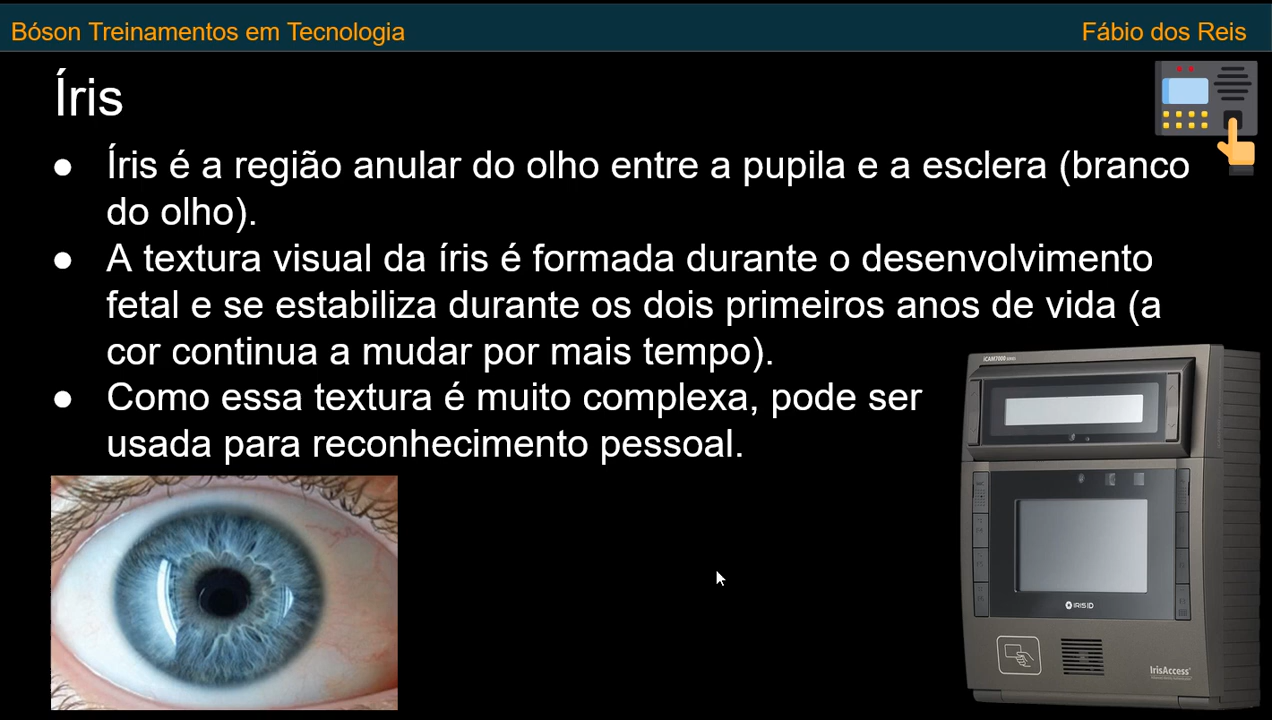 Bóson Treinamentos em Tecnologia
Fábio dos Reis
Íris
● Íris é a região anular do olho entre a pupila e a esclera (branco
do olho).
● A textura visual da íris é formada durante o desenvolvimento
fetal e se estabiliza durante os dois primeiros anos de vida (a
cor continua a mudar por mais tempo).
● Como essa textura é muito complexa, pode ser
usada para reconhecimento pessoal.
iCAM7000 SERIES
IRIS ID
IrisAccess®